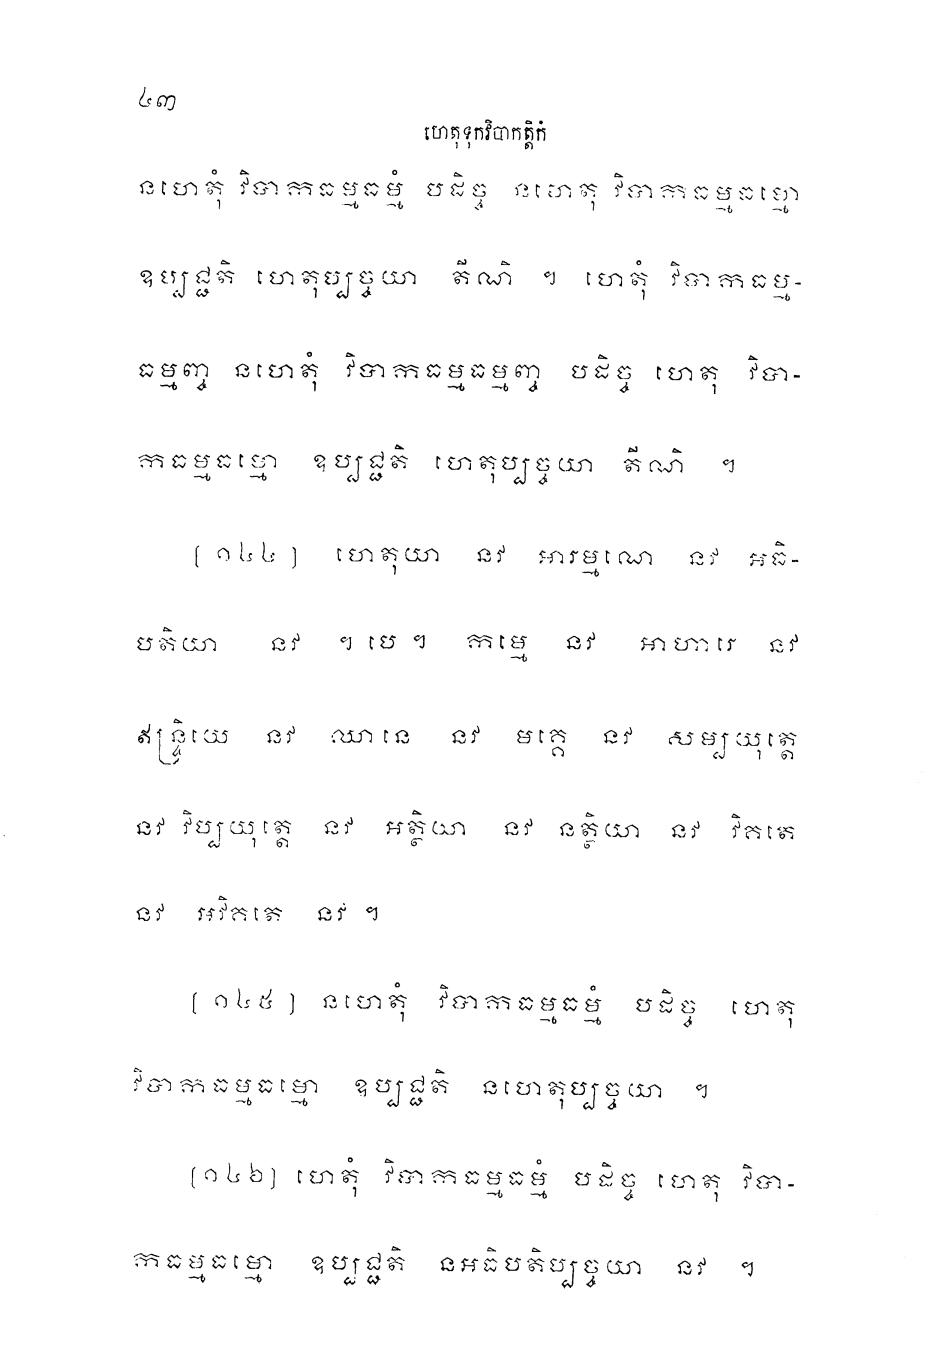 ៤៣
ហេតុទុកវិបាកត្តិកំ
នហេតុំ វិបាកធម្មធម្មំ បដិច្ច នហេតុ វិបាកធម្មធម្មោ
ឧប្បជ្ជតិ ហេតុប្បច្ចយា តីណិ ។ ហេតុំ វិបាកធម្ម-
ធម្មញ្ច នហេតុំ វិបាកធម្មធម្មញ្ច បដិច្ច ហេតុ វិបា-
កធម្មធម្មោ ឧប្បជ្ជតិ ហេតុប្បច្ចយា តីណិ ។
[១៤៤] ហេតុយា នវ អារម្មណេ នវ អធិ-
បតិយា នវ ។ បេ ។ កម្មេ នវ អាហារេ នវ
ឥន្ទ្រិយេ នវ ឈានេ នវ មគ្គេ នវ សម្បយុត្តេ
នវ វិប្បយុត្តេ នវ អត្ថិយា នវ នត្ថិយា នវ វិគតេ
នវ អវិគតេ នវ ។
[១៤៥] នហេតុំ វិបាកធម្មធម្មំ បដិច្ច ហេតុ
វិបាកធម្មធម្មោ ឧប្បជ្ជតិ នហេតុប្បច្ចយា ។
[១៤៦] ហេតុំ វិបាកធម្មធម្មំ បដិច្ច ហេតុ វិបា-
កធម្មធម្មោ ឧប្បជ្ជតិ នអធិបតិប្បច្ចយា នវ ។